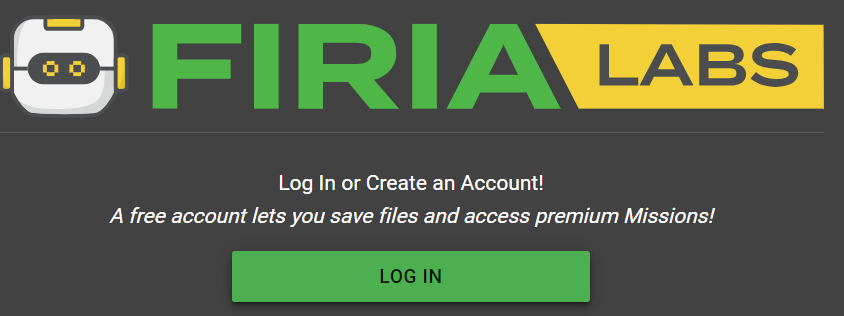 FIRIA LABS
Log In or Create an Account!
A free account lets you save files and access premium Missions!
LOG IN